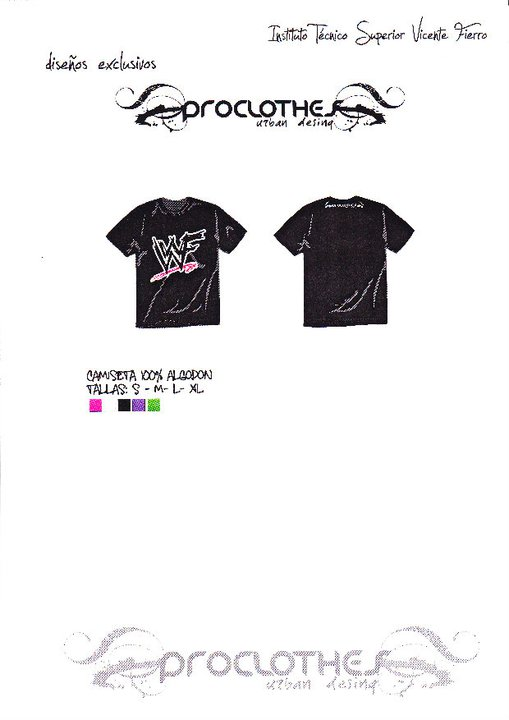 Instituto Técnico Superior Vicente Fierro
diseños exclusivos
PROCLOTHES
urban desing
WF
CAMISETA 100% ALGODON
TALLAS: S - M- L- XL
PROCLOTHES
urban desing